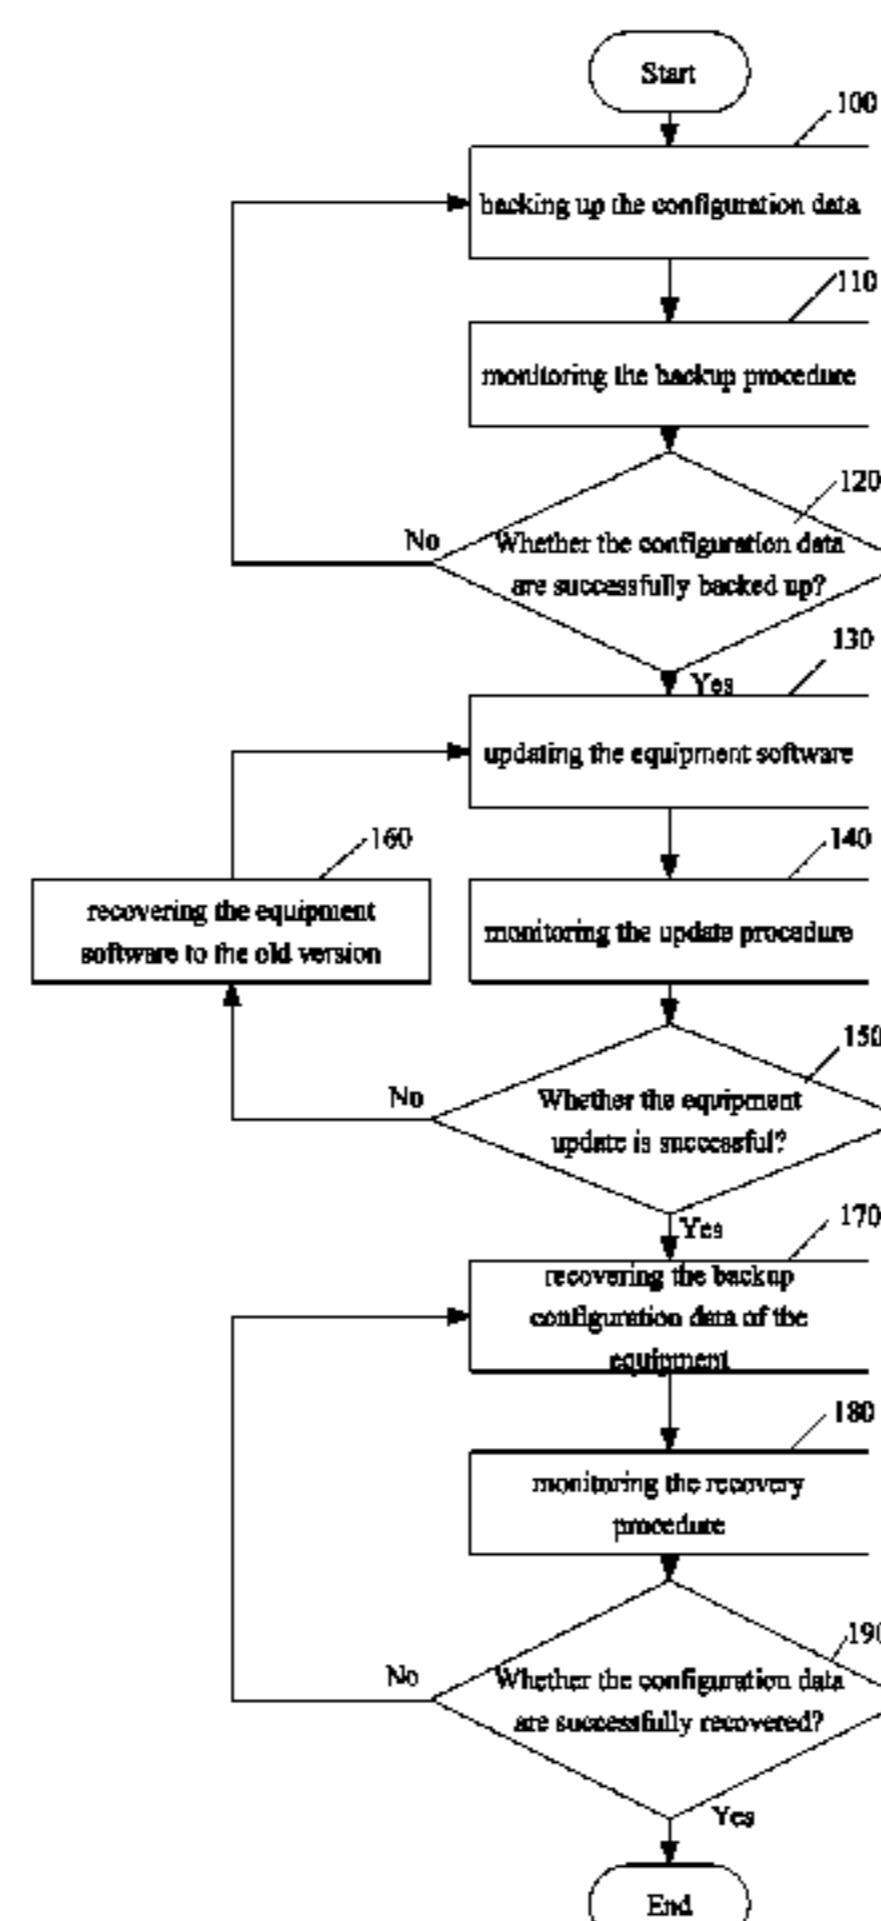 Start
100
backing up the configuration data
110
monitoring the backup procedure
120
No
Whether the configuration data
are successfully backed up?
130
Yes
updating the equipment software
160
140
recovering the equipment
software to the old version
monitoring the update procedure
150
No
Whether the equipment
update is successful?
170
Yes
recovering the backup
configuration data of the
equipment
180
monitoring the recovery
procedure
190
No
Whether the configuration data
are successfully recovered?
Yes
End